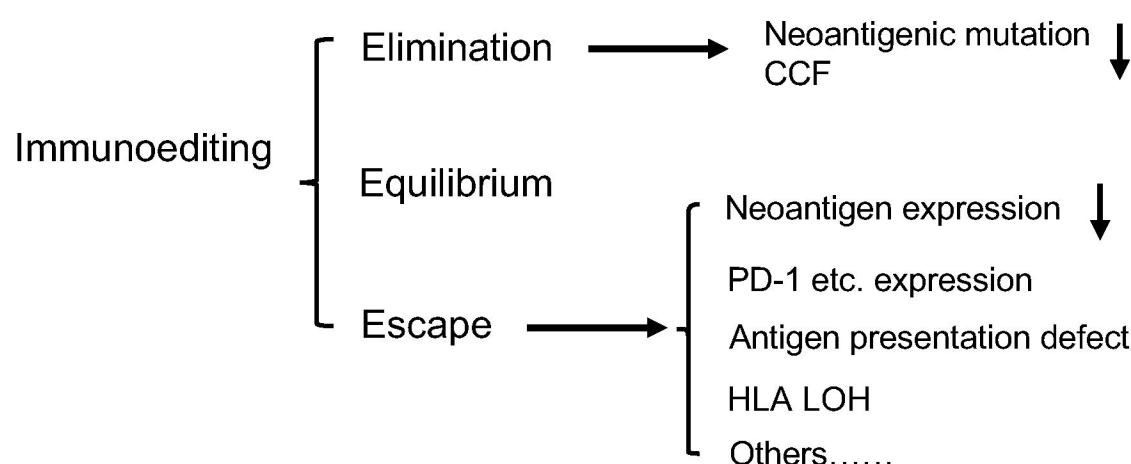 Immunoediting
Elimination
Neoantigenic mutation
CCF
Equilibrium
Escape
Neoantigen expression
PD-1 etc. expression
Antigen presentation defect
HLA LOH
Others......